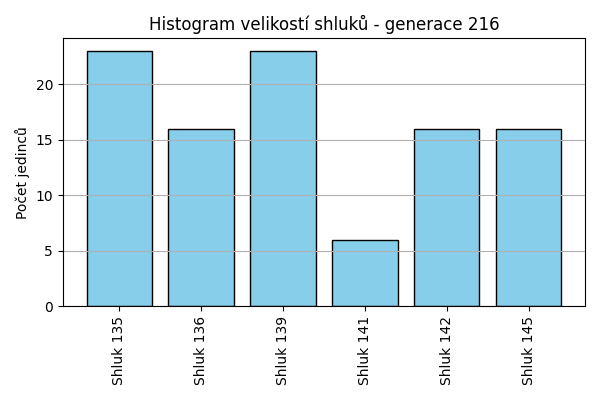 Histogram velikostí shluků - generace 216
Počet jedinců
20
15
10
5
0
Shluk 135
Shluk 136
Shluk 139
Shluk 141
Shluk 142
Shluk 145